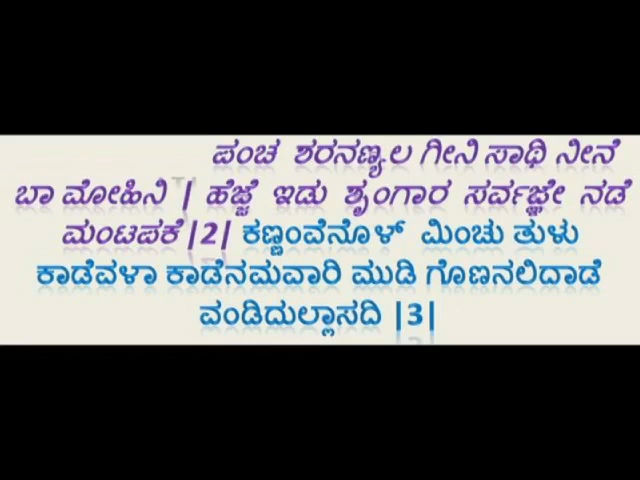 ಪಂಚ ಶರನಣ್ಯಲ ಗೀನಿ ಸಾಥಿ ನೀನೆ
ಬಾ ಮೋಹಿನಿ | ಹೆಜ್ಜೆ ಇಡು ಶೃಂಗಾರ ಸರ್ವಜ್ಞೇ ನಡೆ
ಮಂಟಪಕೆ |2| ಕಣ್ಣಂವೆನೊಳ್ ಮಿಂಚು ತುಳು
ಕಾಡೆವಳಾ ಕಾಡೆನಮವಾರಿ ಮುಡಿ ಗೊಣನಲಿದಾಡೆ
ವಂಡಿದುಲ್ಲಾಸದಿ |3|